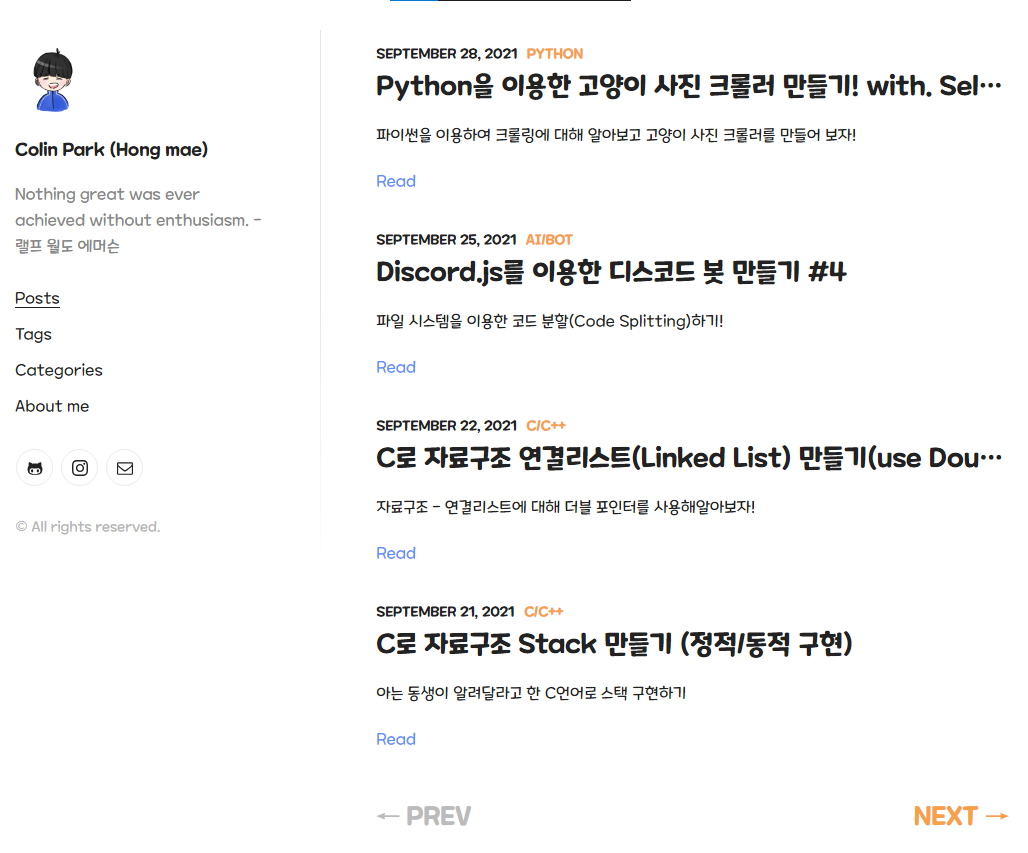 Colin Park (Hong mae)
Nothing great was ever
achieved without enthusiasm. -
랠프 월도 에머슨
Posts
Tags
Categories
About me
© All rights reserved.
SEPTEMBER 28, 2021 PYTHON
Python을 이용한 고양이 사진 크롤러 만들기! with. Sel…
파이썬을 이용하여 크롤링에 대해 알아보고 고양이 사진 크롤러를 만들어 보자!
Read
SEPTEMBER 25, 2021 AI/BOT
Discord.js를 이용한 디스코드 봇 만들기 #4
파일 시스템을 이용한 코드 분할(Code Splitting)하기!
Read
SEPTEMBER 22, 2021 C/C++
C로 자료구조 연결리스트(Linked List) 만들기(use Dou…
자료구조 - 연결리스트에 대해 더블 포인터를 사용해알아보자!
Read
SEPTEMBER 21, 2021 C/C++
C로 자료구조 Stack 만들기 (정적/동적 구현)
아는 동생이 알려달라고 한 C언어로 스택 구현하기
Read
← PREV
NEXT →